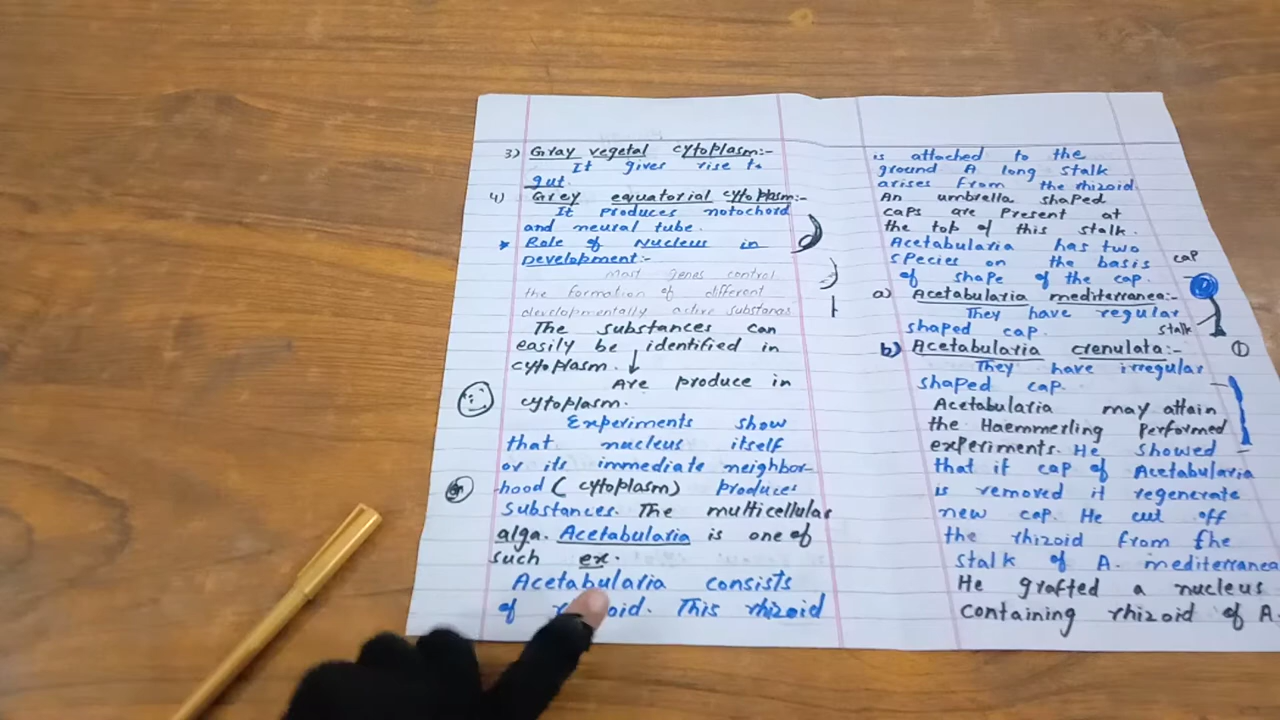 3) Gray vegetal cytoplasm:-
It gives rise to
gut.
4) Grey equatorial cytoplasm:-
It produces notochord
and neural tube.
* Role of Nucleus in
Development:-
Most genes control
the formation of different
developmentally active substanas
The substances can
easily be identified in
cytoplasm.
Are produce in
cytoplasm.
Experiments show
that nucleus itself
or its immediate neighbor-
hood (cytoplasm) produces
substances. The multicellular
alga. Acetabularia is one of
such ex.
Acetabularia consists
of This rhizoid
is attached to the
ground A long stalk
arises from the rhizoid.
An umbrella shaped
caps are present at
the top of this stalk.
Acetabularia has two
species on the basis
of shape of the cap.
cap
a) Acetabularia mediterranea:-
They have regular
shaped cap.
stalk
b) Acetabularia crenulata:-
①
They have irregular
shaped cap.
Acetabularia may attain
the Haemmerling performed
experiments. He showed
that if cap of Acetabularia
is removed it regenerate
new cap. He cut off
the rhizoid from the
stalk of A. mediterranea
He grafted a nucleus
containing rhizoid of A.